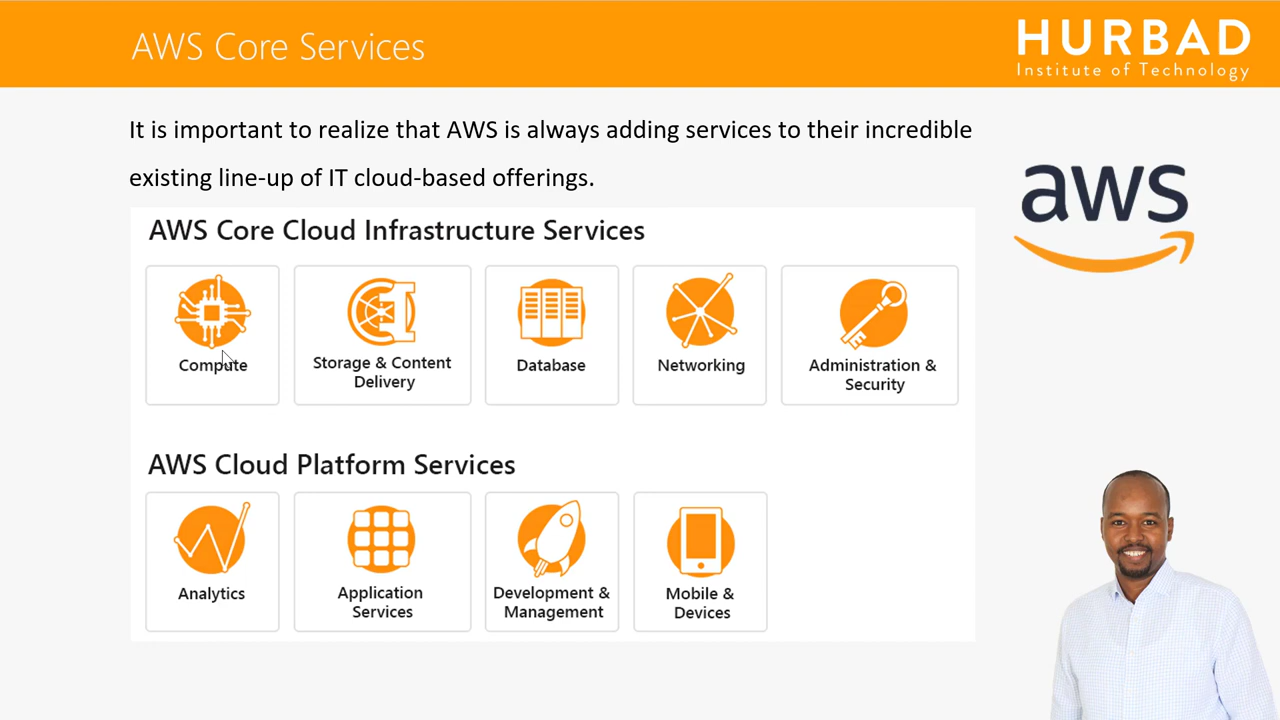 AWS Core Services
HURBAD
Institute of Technology
It is important to realize that AWS is always adding services to their incredible
existing line-up of IT cloud-based offerings.
aws
AWS Core Cloud Infrastructure Services
Compute
Storage & Content
Delivery
Database
Networking
Administration &
Security
AWS Cloud Platform Services
Analytics
Application
Services
Development &
Management
Mobile &
Devices